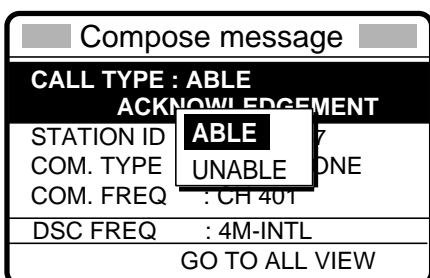 Compose message
CALL TYPE : ABLE
ACKNOWLEDGEMENT
STATION ID 7
ABLE
COM. TYPE ONE
UNABLE
COM. FREQ : CH 401
DSC FREQ : 4M-INTL
GO TO ALL VIEW